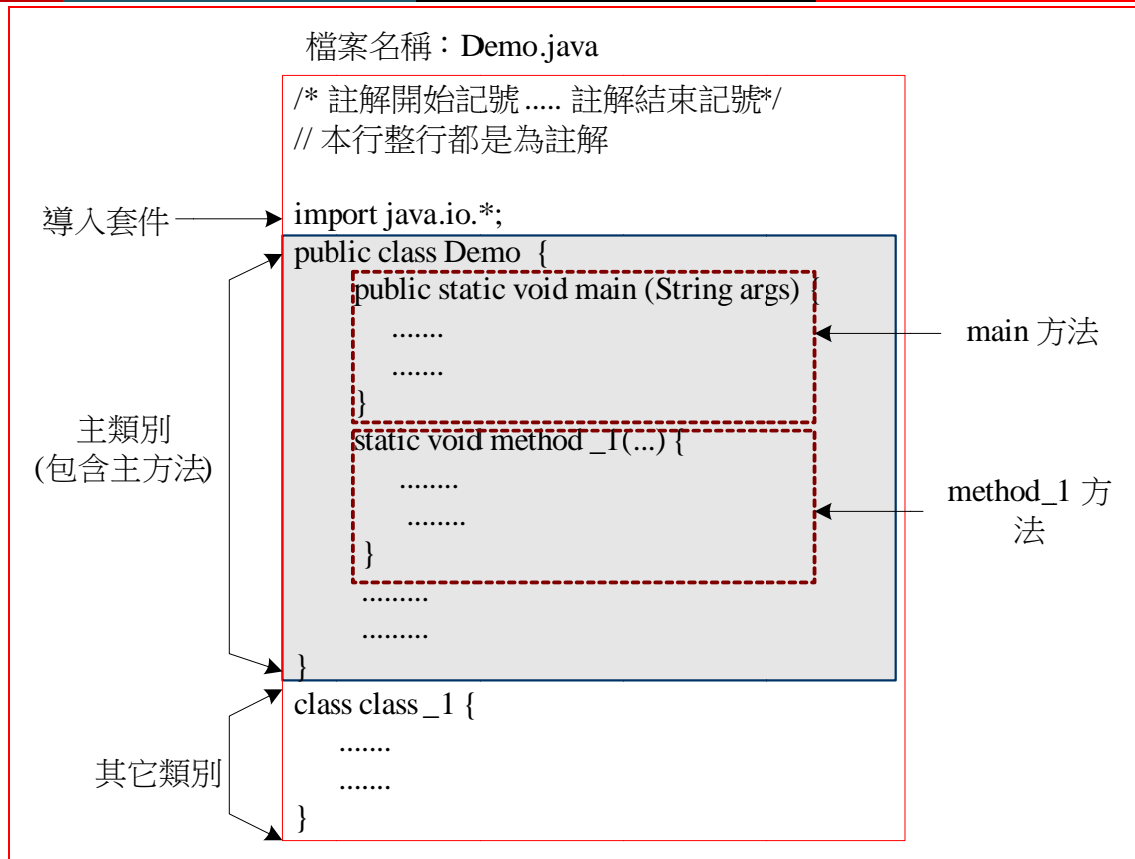 檔案名稱：Demo.java
/* 註解開始記號 ..... 註解結束記號*/
// 本行整行都是為註解
導入套件
import java.io.*;
public class Demo {
public static void main (String args) {
.......
.......
}
main 方法
static void method _1(...) {
........
........
}
method_1 方
法
.........
.........
}
主類別
(包含主方法)
class class _1 {
.......
.......
}
其它類別